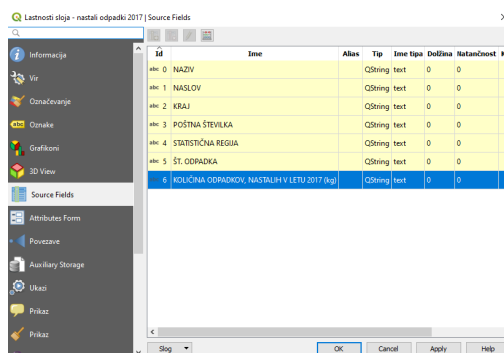 Lastnosti sloja - nastali odpadki 2017 | Source Fields
Informacija
Vir
Označevanje
abc Oznake
Grafikoni
3D View
Source Fields
Attributes Form
Povezave
Auxiliary Storage
Ukazi
Prikaz
Prikaz
Id Ime Alias Tip Ime tipa Dolžina Natančnost K
abc 0 NAZIV QString text 0 0
abc 1 NASLOV QString text 0 0
abc 2 KRAJ QString text 0 0
abc 3 POŠTNA ŠTEVILKA QString text 0 0
abc 4 STATISTIČNA REGIJA QString text 0 0
abc 5 ŠT. ODPADKA QString text 0 0
6 KOLIČINA ODPADKOV, NASTALIH V LETU 2017 (kg) QString text 0 0
Slog OK Cancel Apply Help